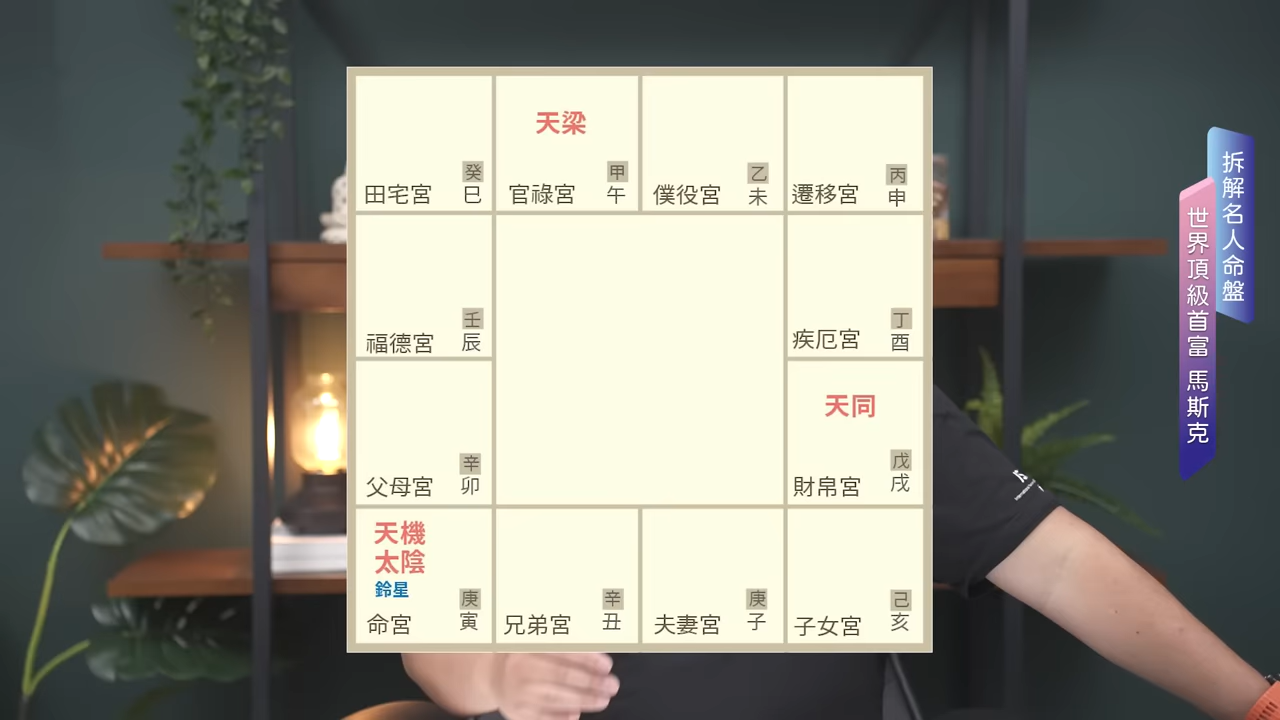 田宅宮
癸
巳
天梁
官祿宮
甲
午
僕役宮
乙
未
遷移宮
丙
申
福德宮
壬
辰
疾厄宮
丁
酉
父母宮
辛
卯
天同
財帛宮
戊
戌
天機
太陰
鈴星
命宮
庚
寅
兄弟宮
辛
丑
夫妻宮
庚
子
子女宮
己
亥
拆解名人命盤
世界頂級首富 馬斯克